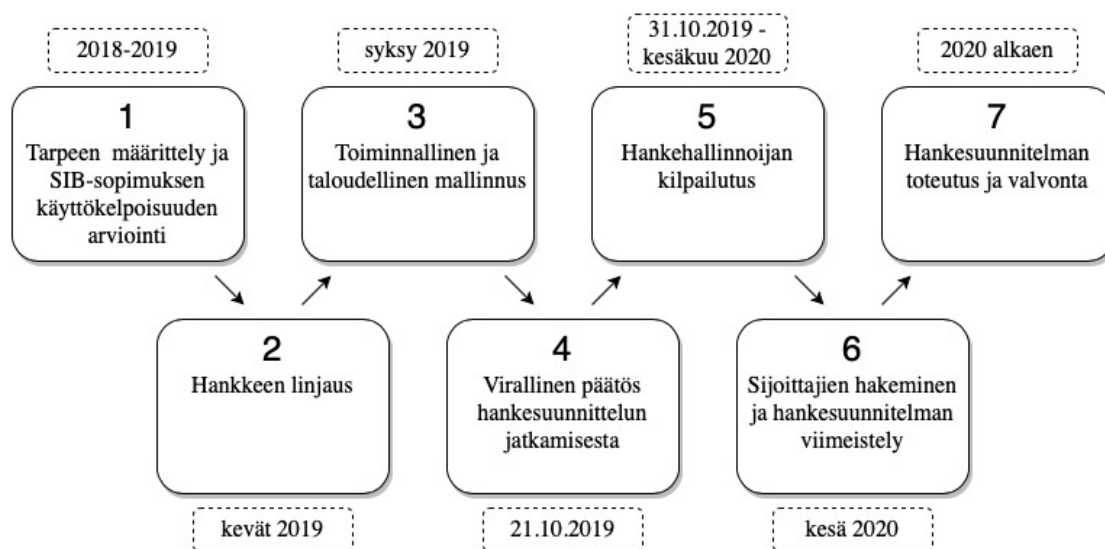 2018-2019
1
Tarpeen määrittely ja
SIB-sopimuksen
käyttökelpoisuuden
arviointi
2
Hankkeen linjaus
kevät 2019
syksy 2019
3
Toiminnallinen ja
taloudellinen mallinnus
4
Virallinen päätös
hankesuunnittelun
jatkamisesta
21.10.2019
31.10.2019 -
kesäkuu 2020
5
Hankehallinnoijan
kilpailutus
6
Sijoittajien hakeminen
ja hankesuunnitelman
viimeistely
kesä 2020
2020 alkaen
7
Hankesuunnitelman
toteutus ja valvonta